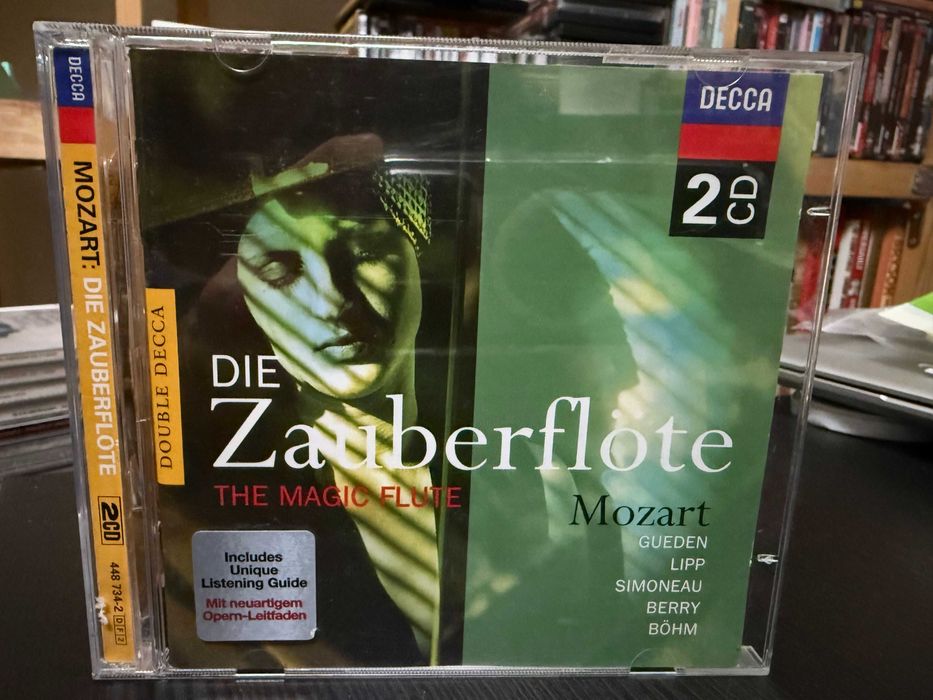 DECCA
MOZART: DIE ZAUBERFLÖTE
2CD
448 734-2 DF2
DOUBLE DECCA
DECCA
2 CD
DIE
Zauberflöte
THE MAGIC FLUTE
Mozart
GUEDEN
LIPP
SIMONEAU
BERRY
BÖHM
Includes
Unique
Listening Guide
Mit neuartigem
Opern-Leitfaden